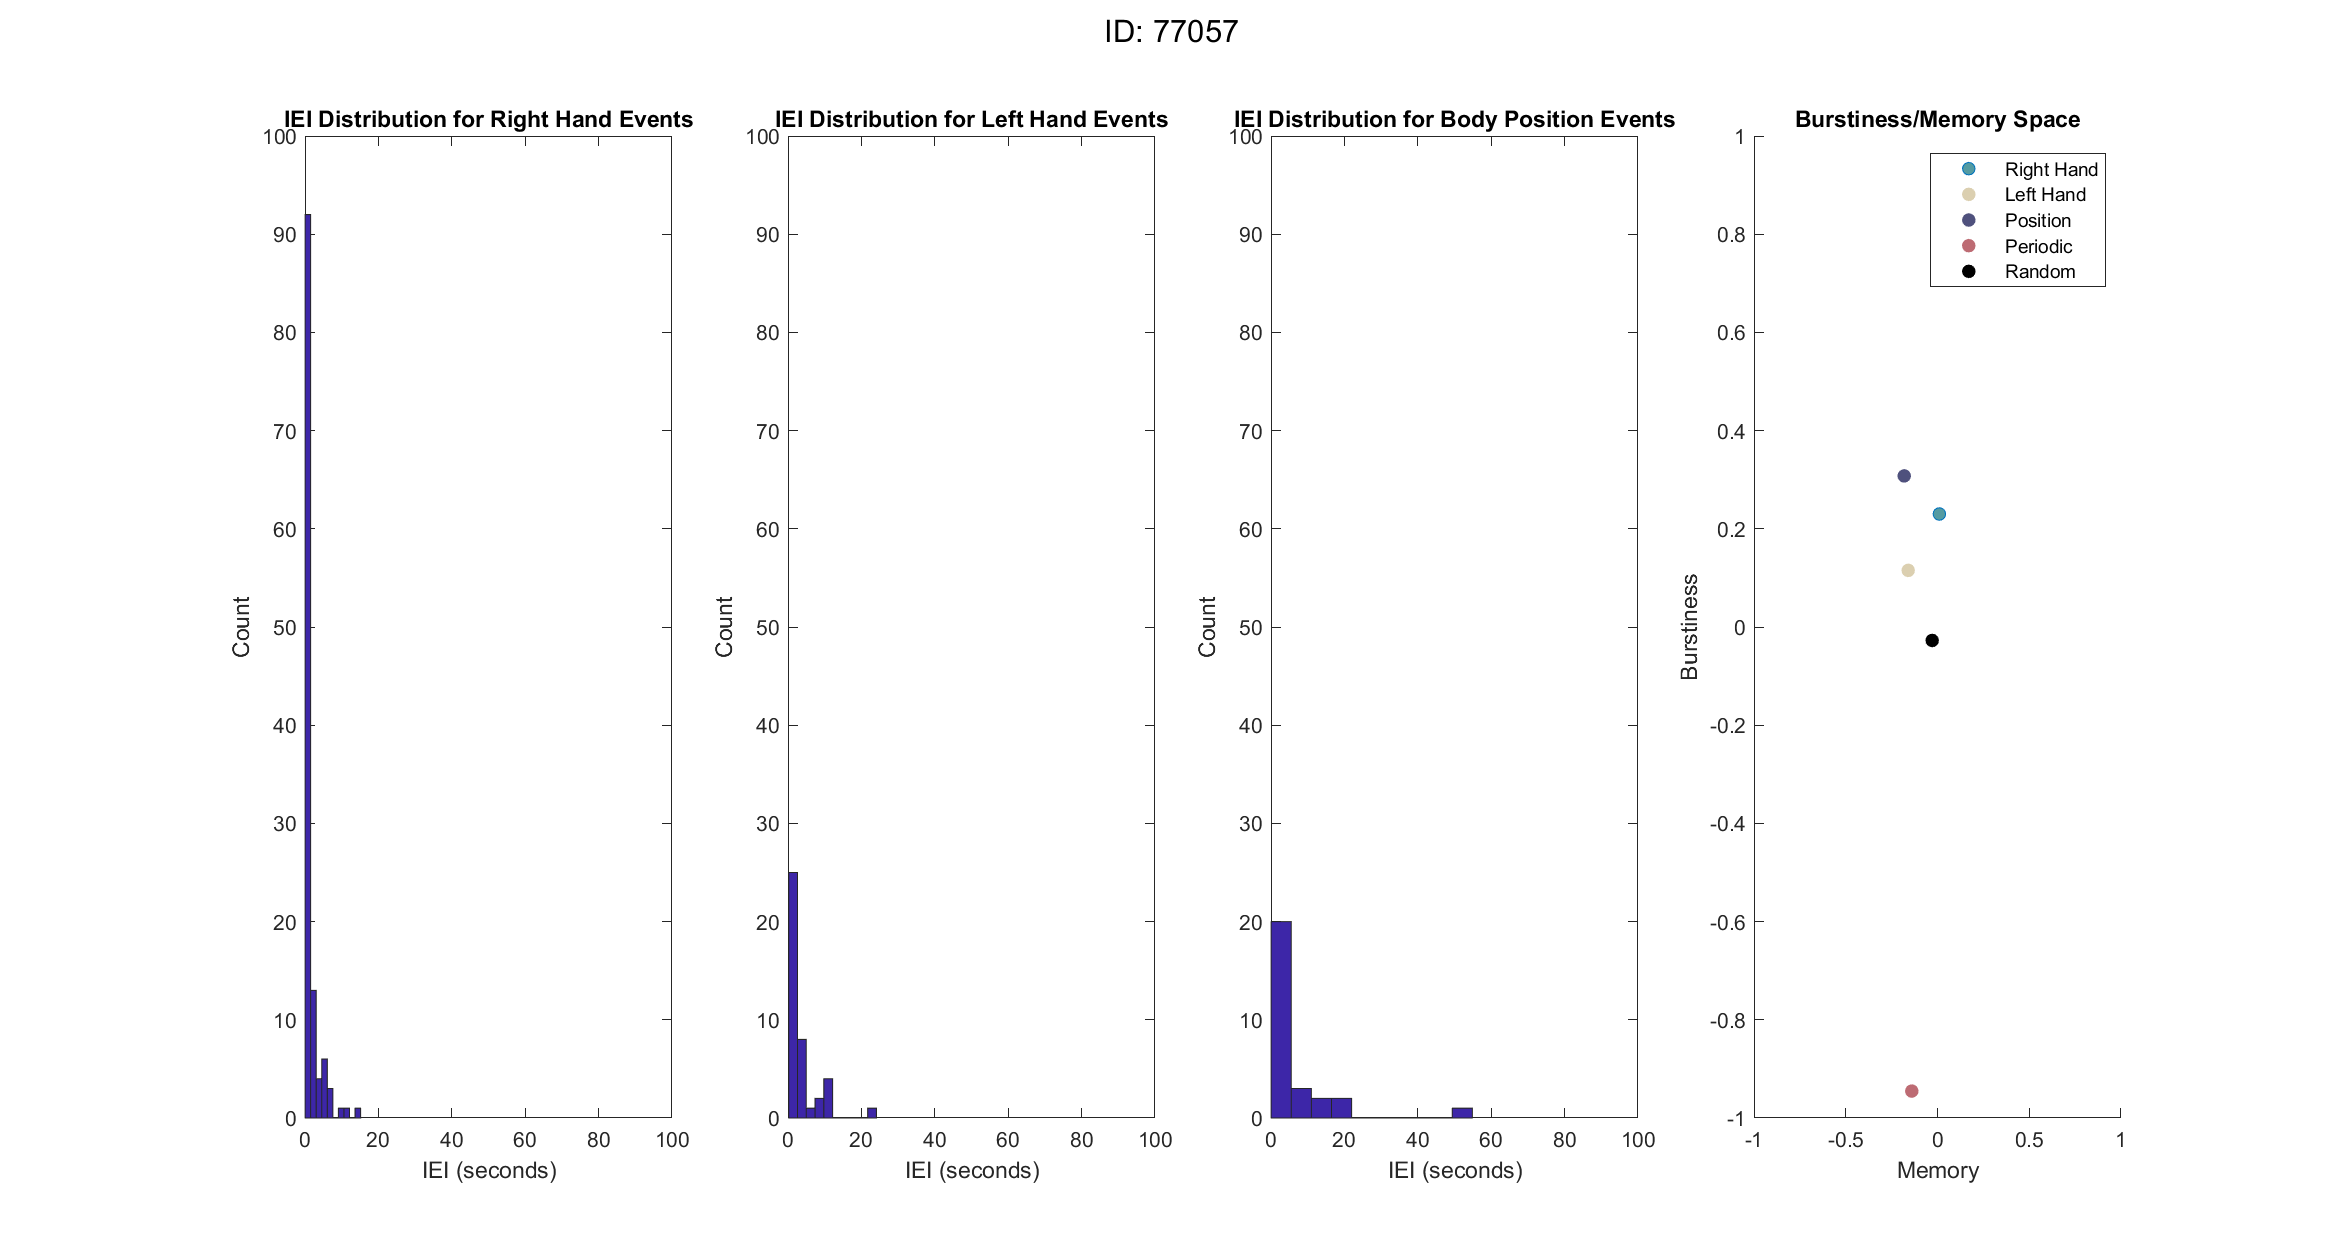 ID: 77057
IEI Distribution for Right Hand Events
100
90
80
70
60
50
40
30
20
10
0
Count
0 20 40 60 80 100
IEI (seconds)
IEI Distribution for Left Hand Events
100
90
80
70
60
50
40
30
20
10
0
Count
0 20 40 60 80 100
IEI (seconds)
IEI Distribution for Body Position Events
100
90
80
70
60
50
40
30
20
10
0
Count
0 20 40 60 80 100
IEI (seconds)
Burstiness/Memory Space
Right Hand
Left Hand
Position
Periodic
Random
1
0.8
0.6
0.4
0.2
0
-0.2
-0.4
-0.6
-0.8
-1
Burstiness
-1 -0.5 0 0.5 1
Memory